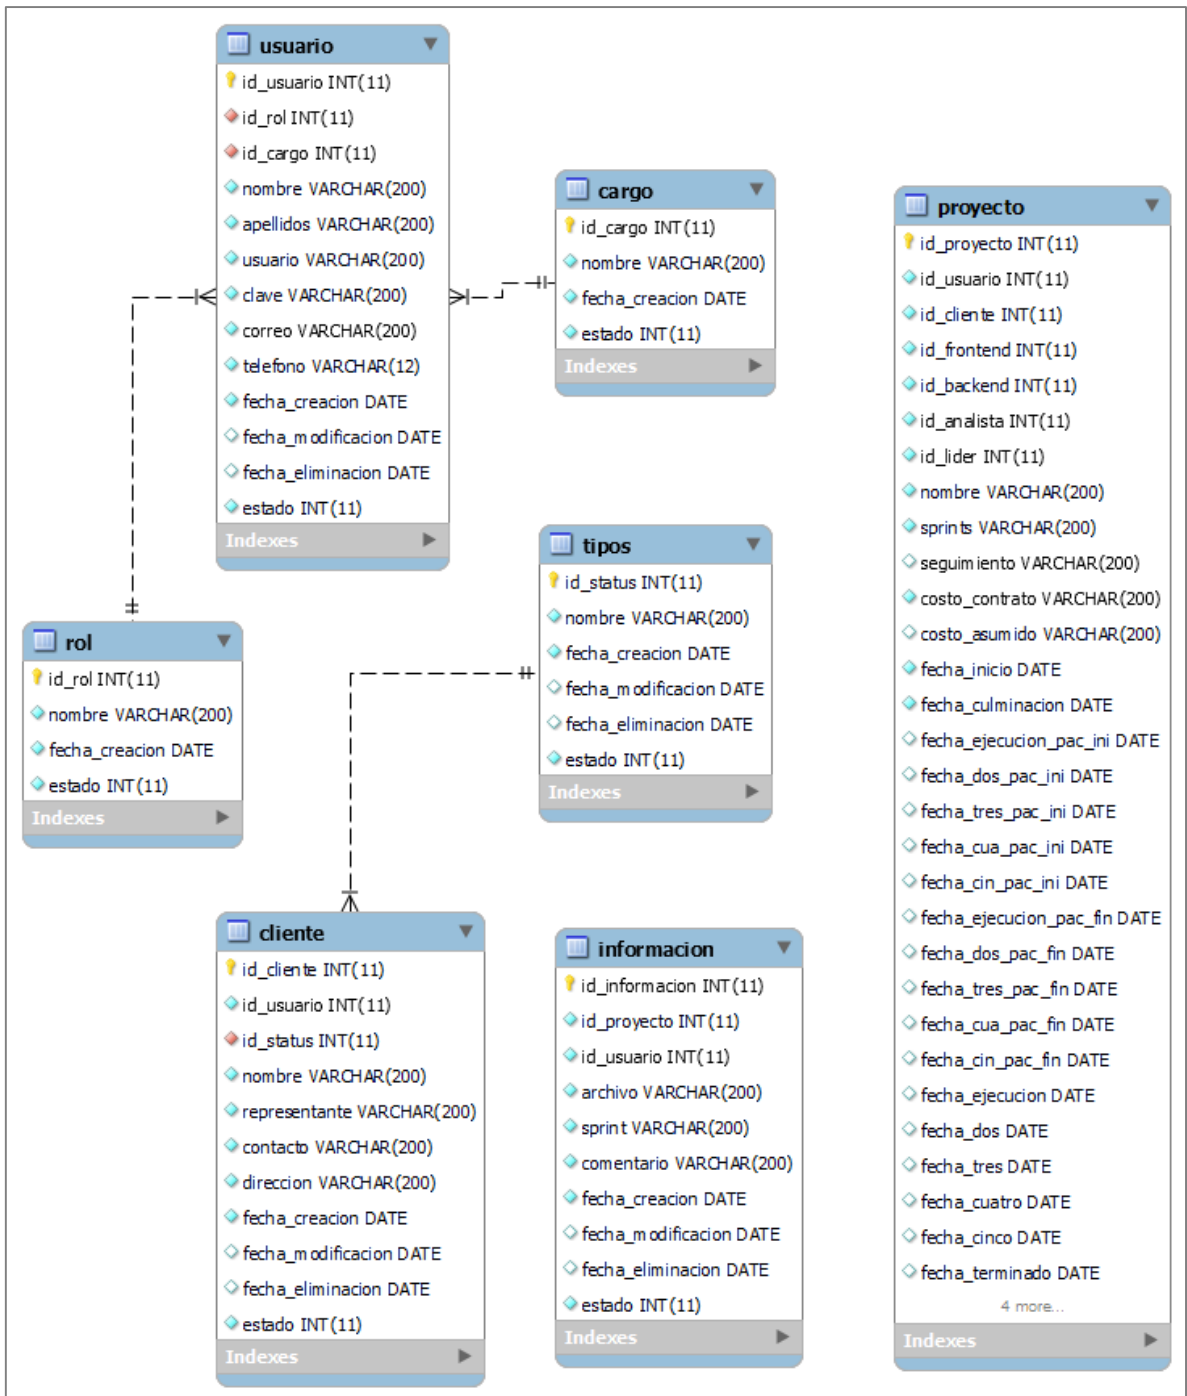 usuario
id_usuario INT(11)
id_rol INT(11)
id_cargo INT(11)
nombre VARCHAR(200)
apellidos VARCHAR(200)
usuario VARCHAR(200)
clave VARCHAR(200)
correo VARCHAR(200)
telefono VARCHAR(12)
fecha_creacion DATE
fecha_modificacion DATE
fecha_eliminacion DATE
estado INT(11)
Indexes
cargo
id_cargo INT(11)
nombre VARCHAR(200)
fecha_creacion DATE
estado INT(11)
Indexes
proyecto
id_proyecto INT(11)
id_usuario INT(11)
id_cliente INT(11)
id_frontend INT(11)
id_backend INT(11)
id_analista INT(11)
id_lider INT(11)
nombre VARCHAR(200)
sprints VARCHAR(200)
seguimiento VARCHAR(200)
costo_contrato VARCHAR(200)
costo_asumido VARCHAR(200)
fecha_inicio DATE
fecha_culminacion DATE
fecha_ejecucion_pac_ini DATE
fecha_dos_pac_ini DATE
fecha_tres_pac_ini DATE
fecha_cua_pac_ini DATE
fecha_cin_pac_ini DATE
fecha_ejecucion_pac_fin DATE
fecha_dos_pac_fin DATE
fecha_tres_pac_fin DATE
fecha_cua_pac_fin DATE
fecha_cin_pac_fin DATE
fecha_ejecucion DATE
fecha_dos DATE
fecha_tres DATE
fecha_cuatro DATE
fecha_cinco DATE
fecha_terminado DATE
4 more...
Indexes
tipos
id_status INT(11)
nombre VARCHAR(200)
fecha_creacion DATE
fecha_modificacion DATE
fecha_eliminacion DATE
estado INT(11)
Indexes
rol
id_rol INT(11)
nombre VARCHAR(200)
fecha_creacion DATE
estado INT(11)
Indexes
cliente
id_cliente INT(11)
id_usuario INT(11)
id_status INT(11)
nombre VARCHAR(200)
representante VARCHAR(200)
contacto VARCHAR(200)
direccion VARCHAR(200)
fecha_creacion DATE
fecha_modificacion DATE
fecha_eliminacion DATE
estado INT(11)
Indexes
informacion
id_informacion INT(11)
id_proyecto INT(11)
id_usuario INT(11)
archivo VARCHAR(200)
sprint VARCHAR(200)
comentario VARCHAR(200)
fecha_creacion DATE
fecha_modificacion DATE
fecha_eliminacion DATE
estado INT(11)
Indexes